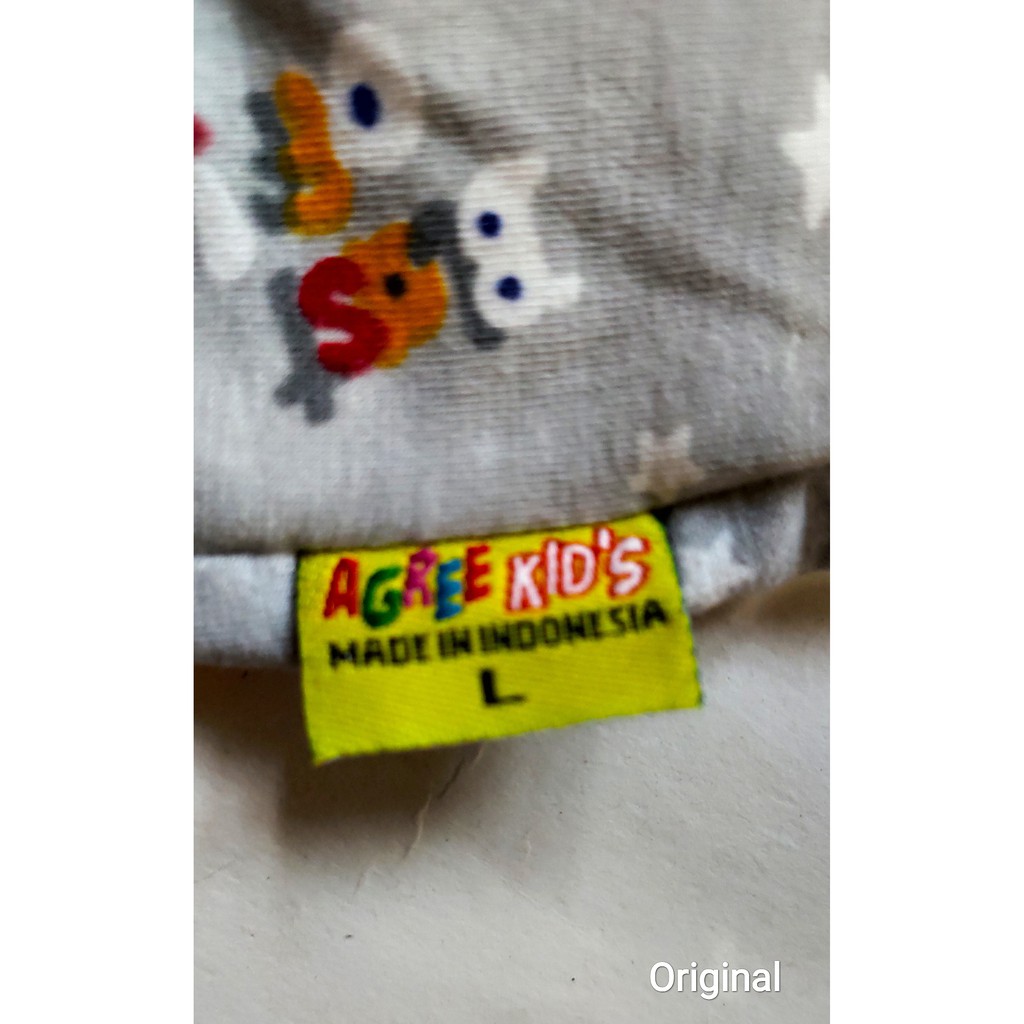 S
AGREE KID'S
MADE IN INDONESIA
L
Original